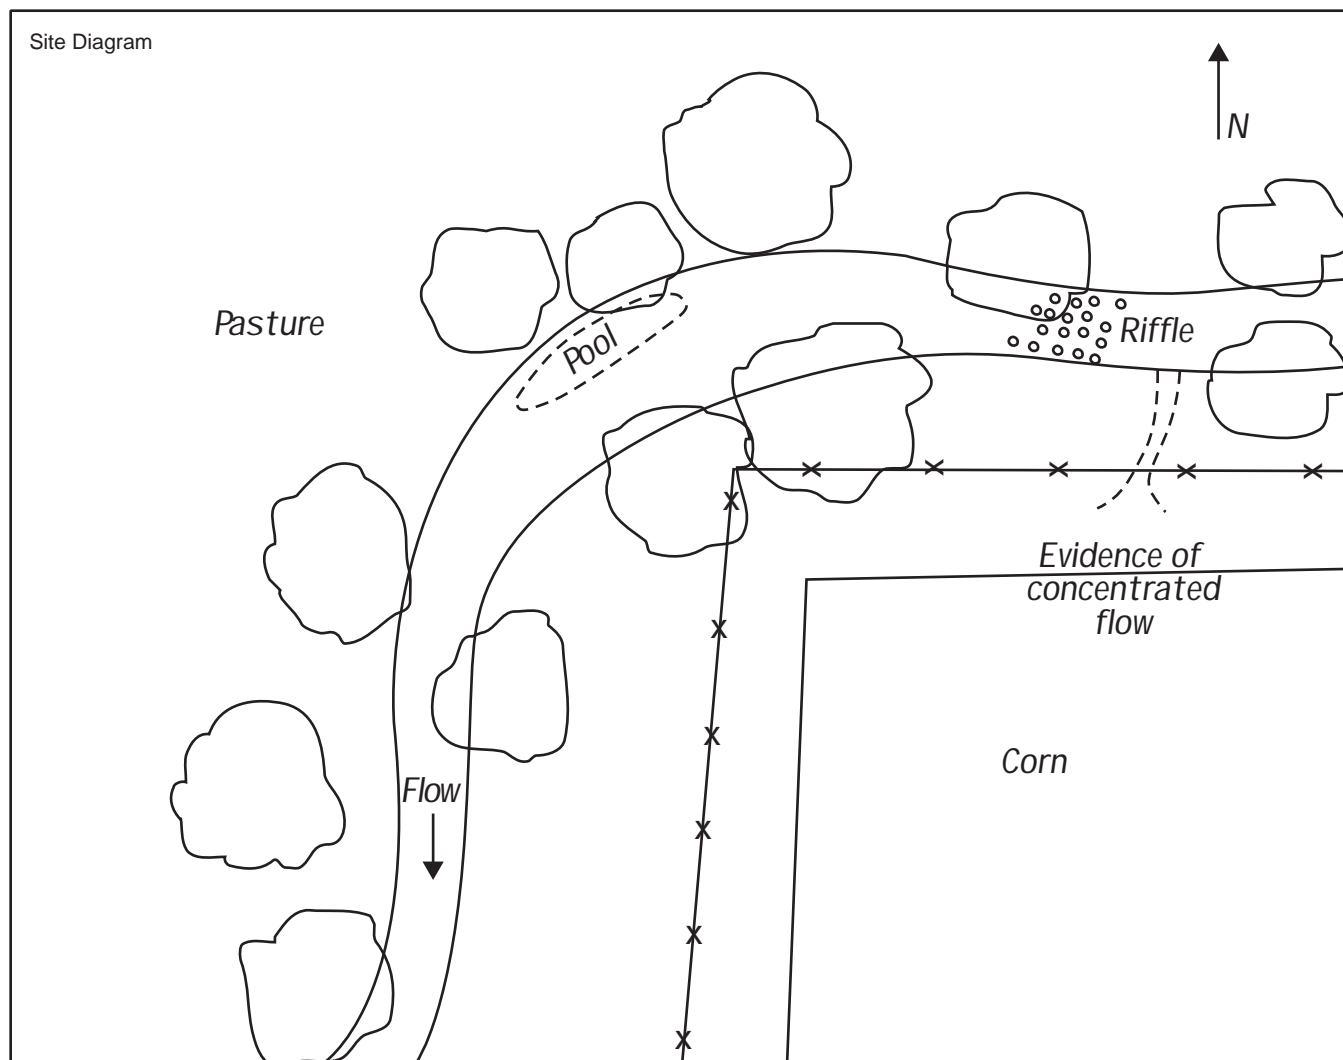 Site Diagram
N
Pasture
Pool
Riffle
Evidence of
concentrated
flow
Corn
Flow